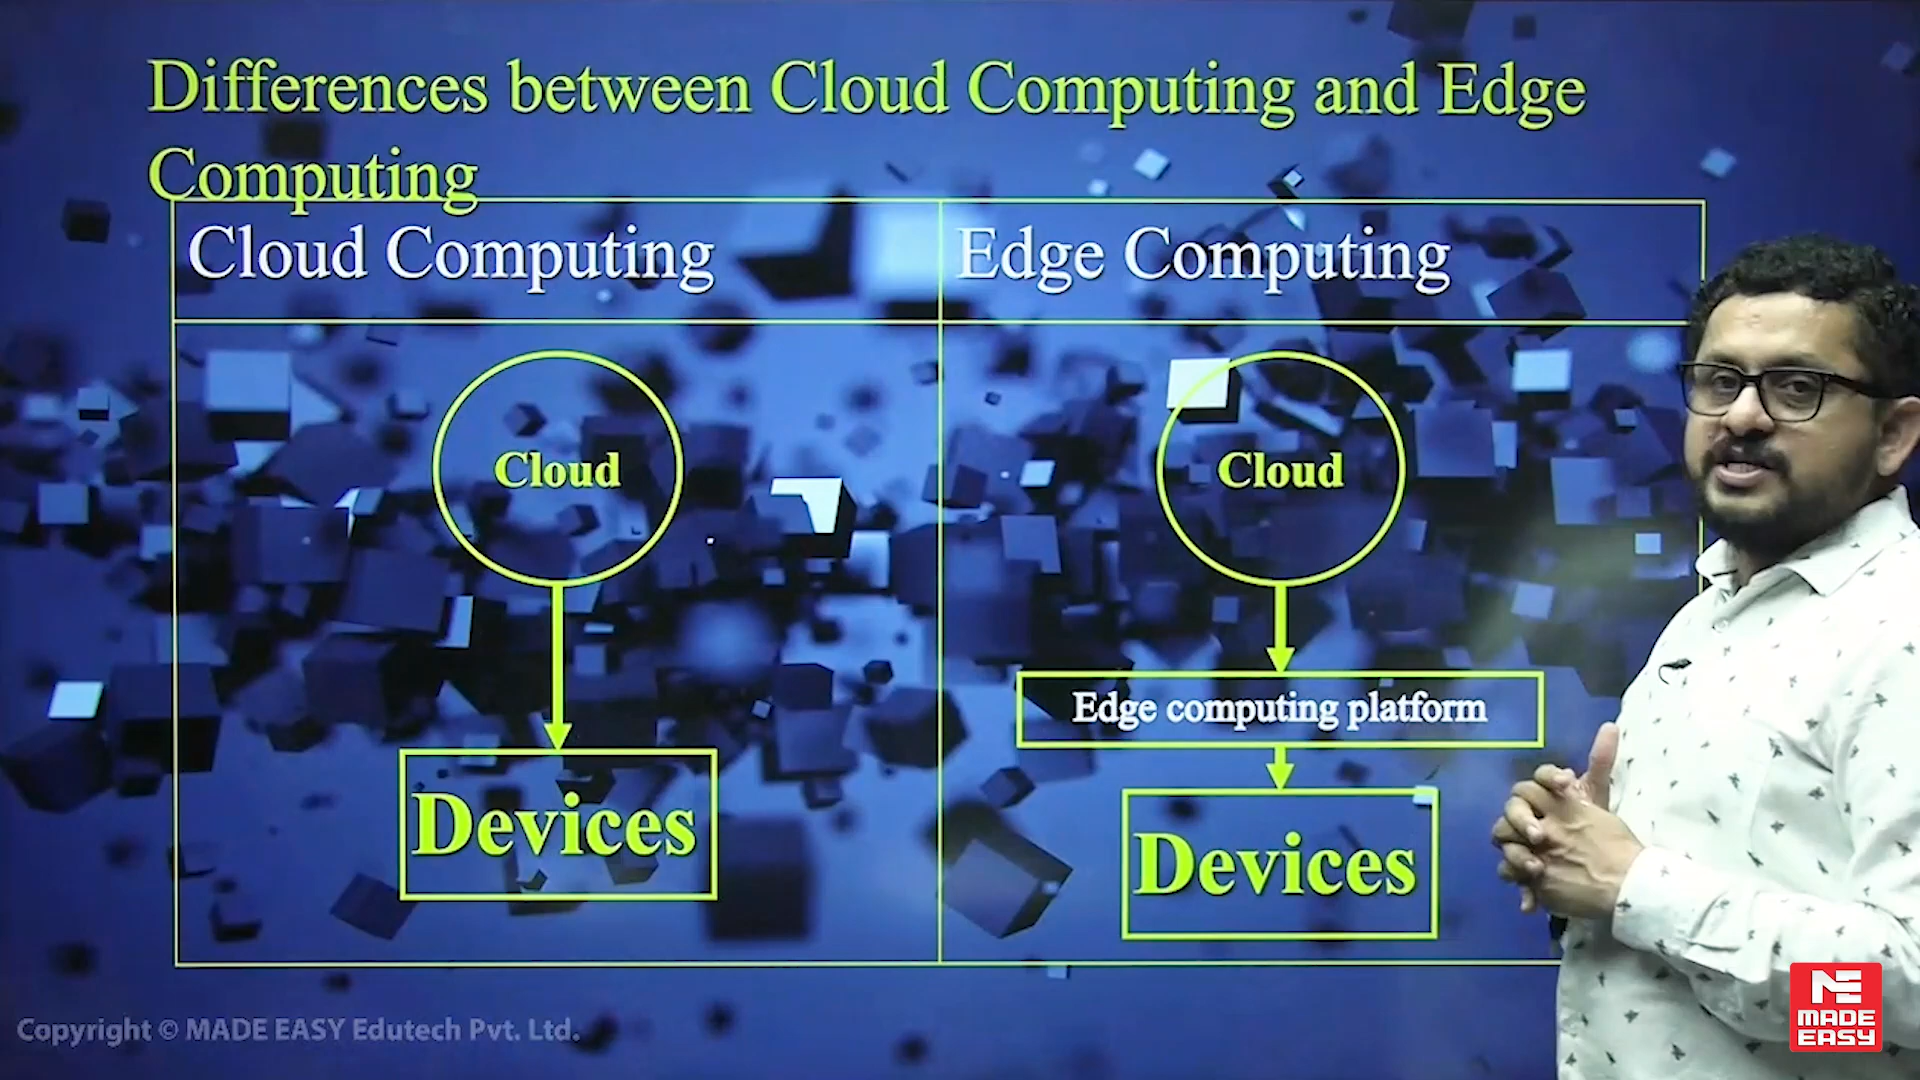 Differences between Cloud Computing and Edge
Computing
Cloud Computing
Edge Computing
Cloud
Cloud
Edge computing platform
Devices
Devices
Copyright © MADE EASY Edutech Pvt. Ltd.
ME
MADE
EASY